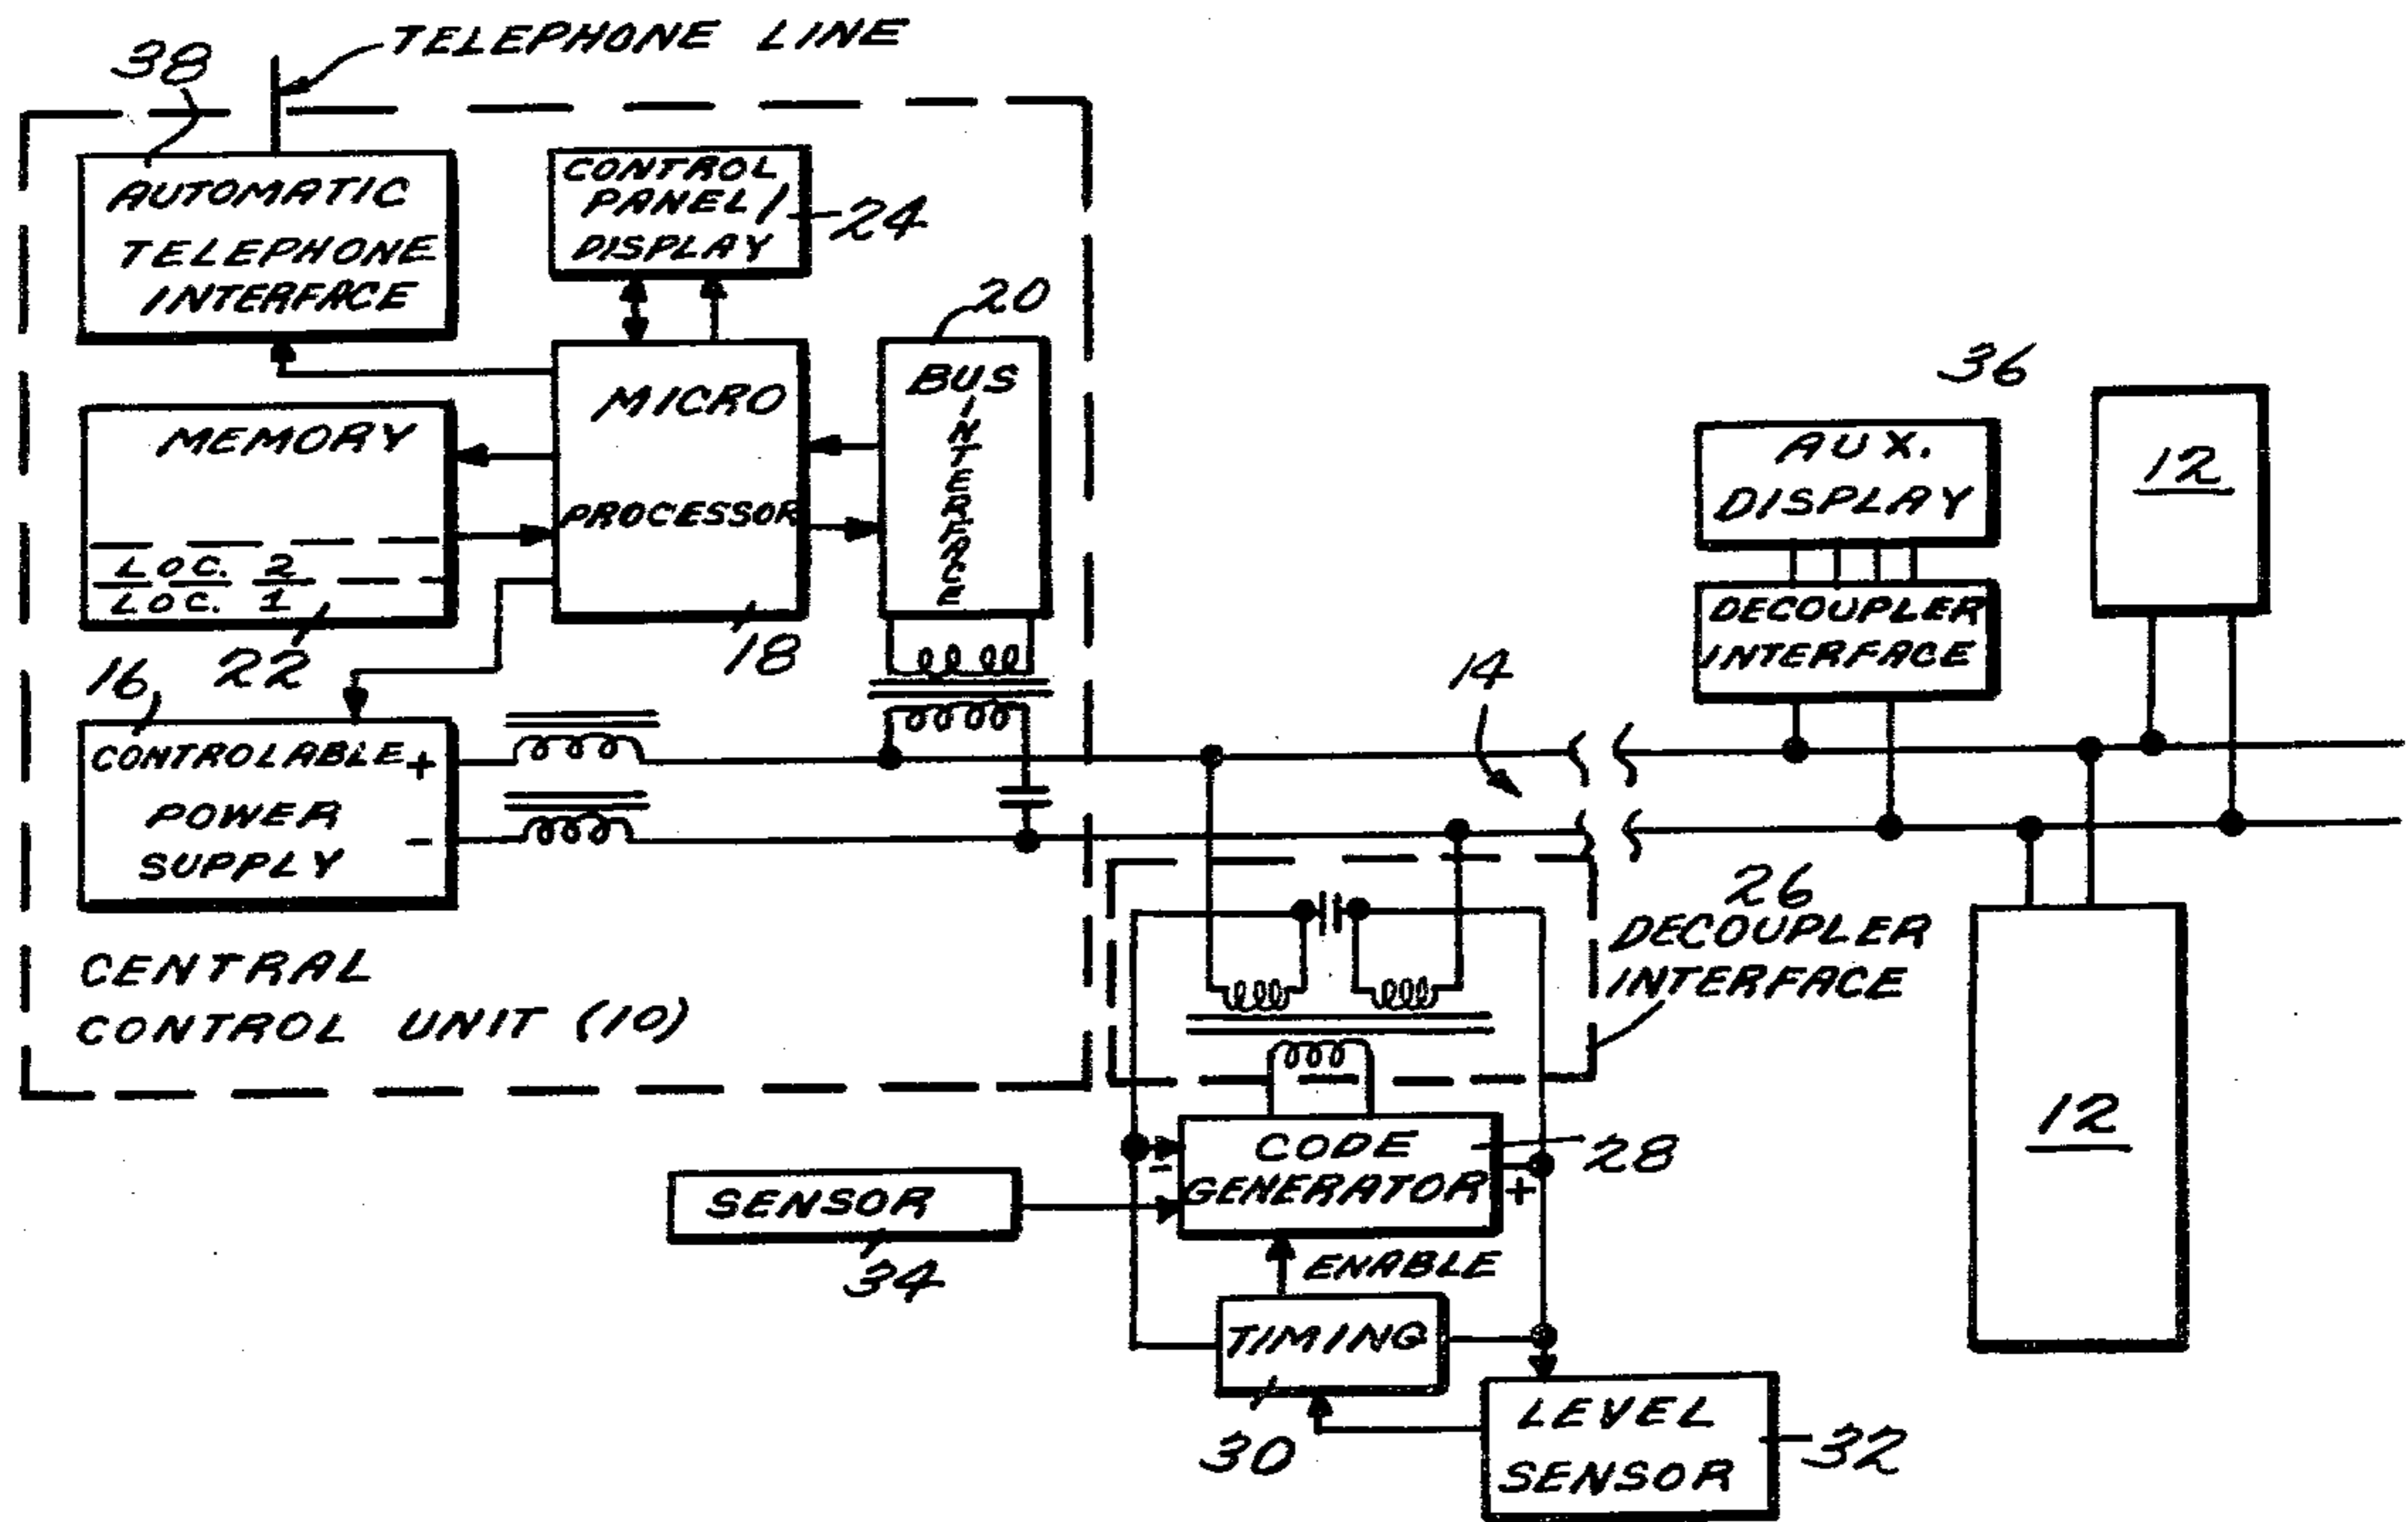 TELEPHONE LINE
38
AUTOMATIC
TELEPHONE
INTERFACE
CONTROL
PANEL/
DISPLAY
24
20
MEMORY
LOC. 2
LOC. 1
22
MICRO
PROCESSOR
18
BUS
INTERFACE
16
CONTROLABLE +
POWER
SUPPLY
-
CENTRAL
CONTROL UNIT (10)
14
36
AUX.
DISPLAY
DECOUPLER
INTERFACE
12
26
DECOUPLER
INTERFACE
12
CODE
GENERATOR
-
+
28
SENSOR
34
ENABLE
TIMING
30
LEVEL
SENSOR
32